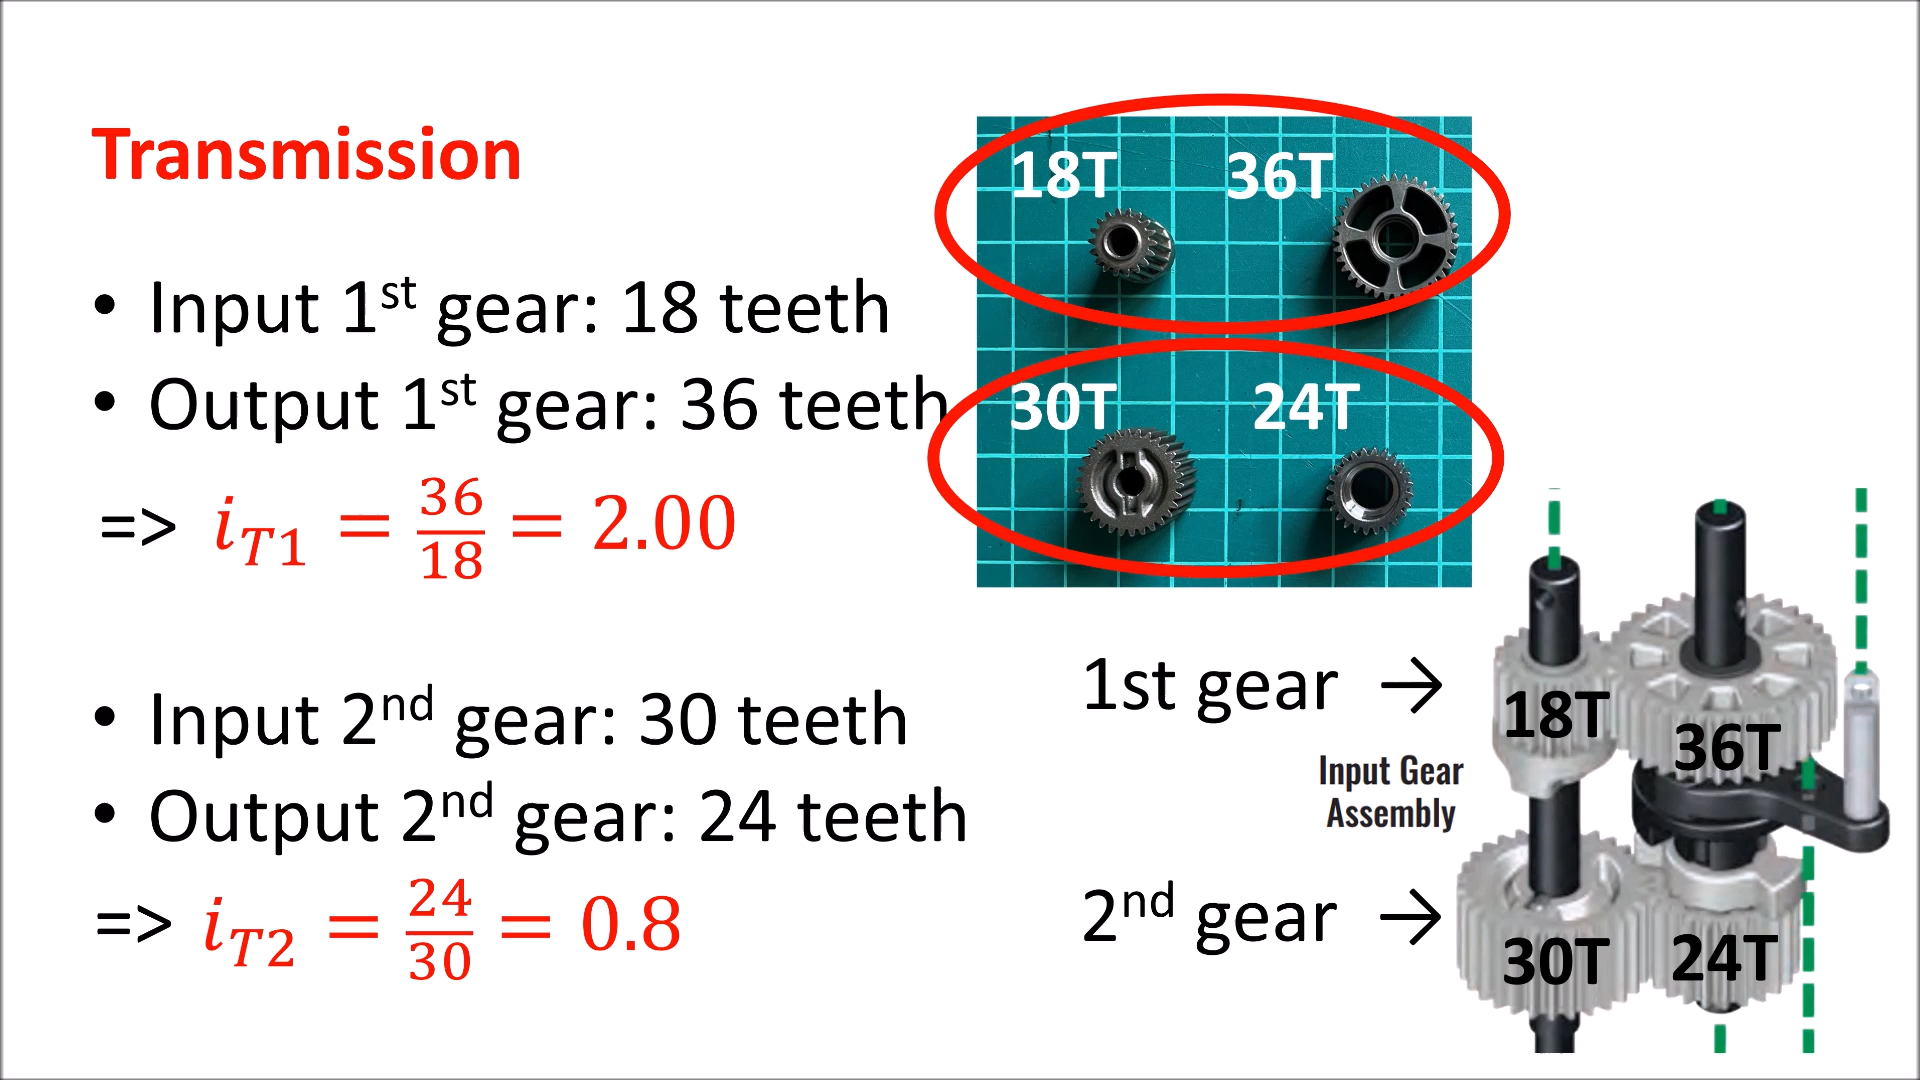 Transmission
• Input 1st gear: 18 teeth
• Output 1st gear: 36 teeth
=> i_T1 = 36/18 = 2.00
• Input 2nd gear: 30 teeth
• Output 2nd gear: 24 teeth
=> i_T2 = 24/30 = 0.8
18T 36T
30T 24T
1st gear →
18T
36T
Input Gear
Assembly
2nd gear →
30T
24T